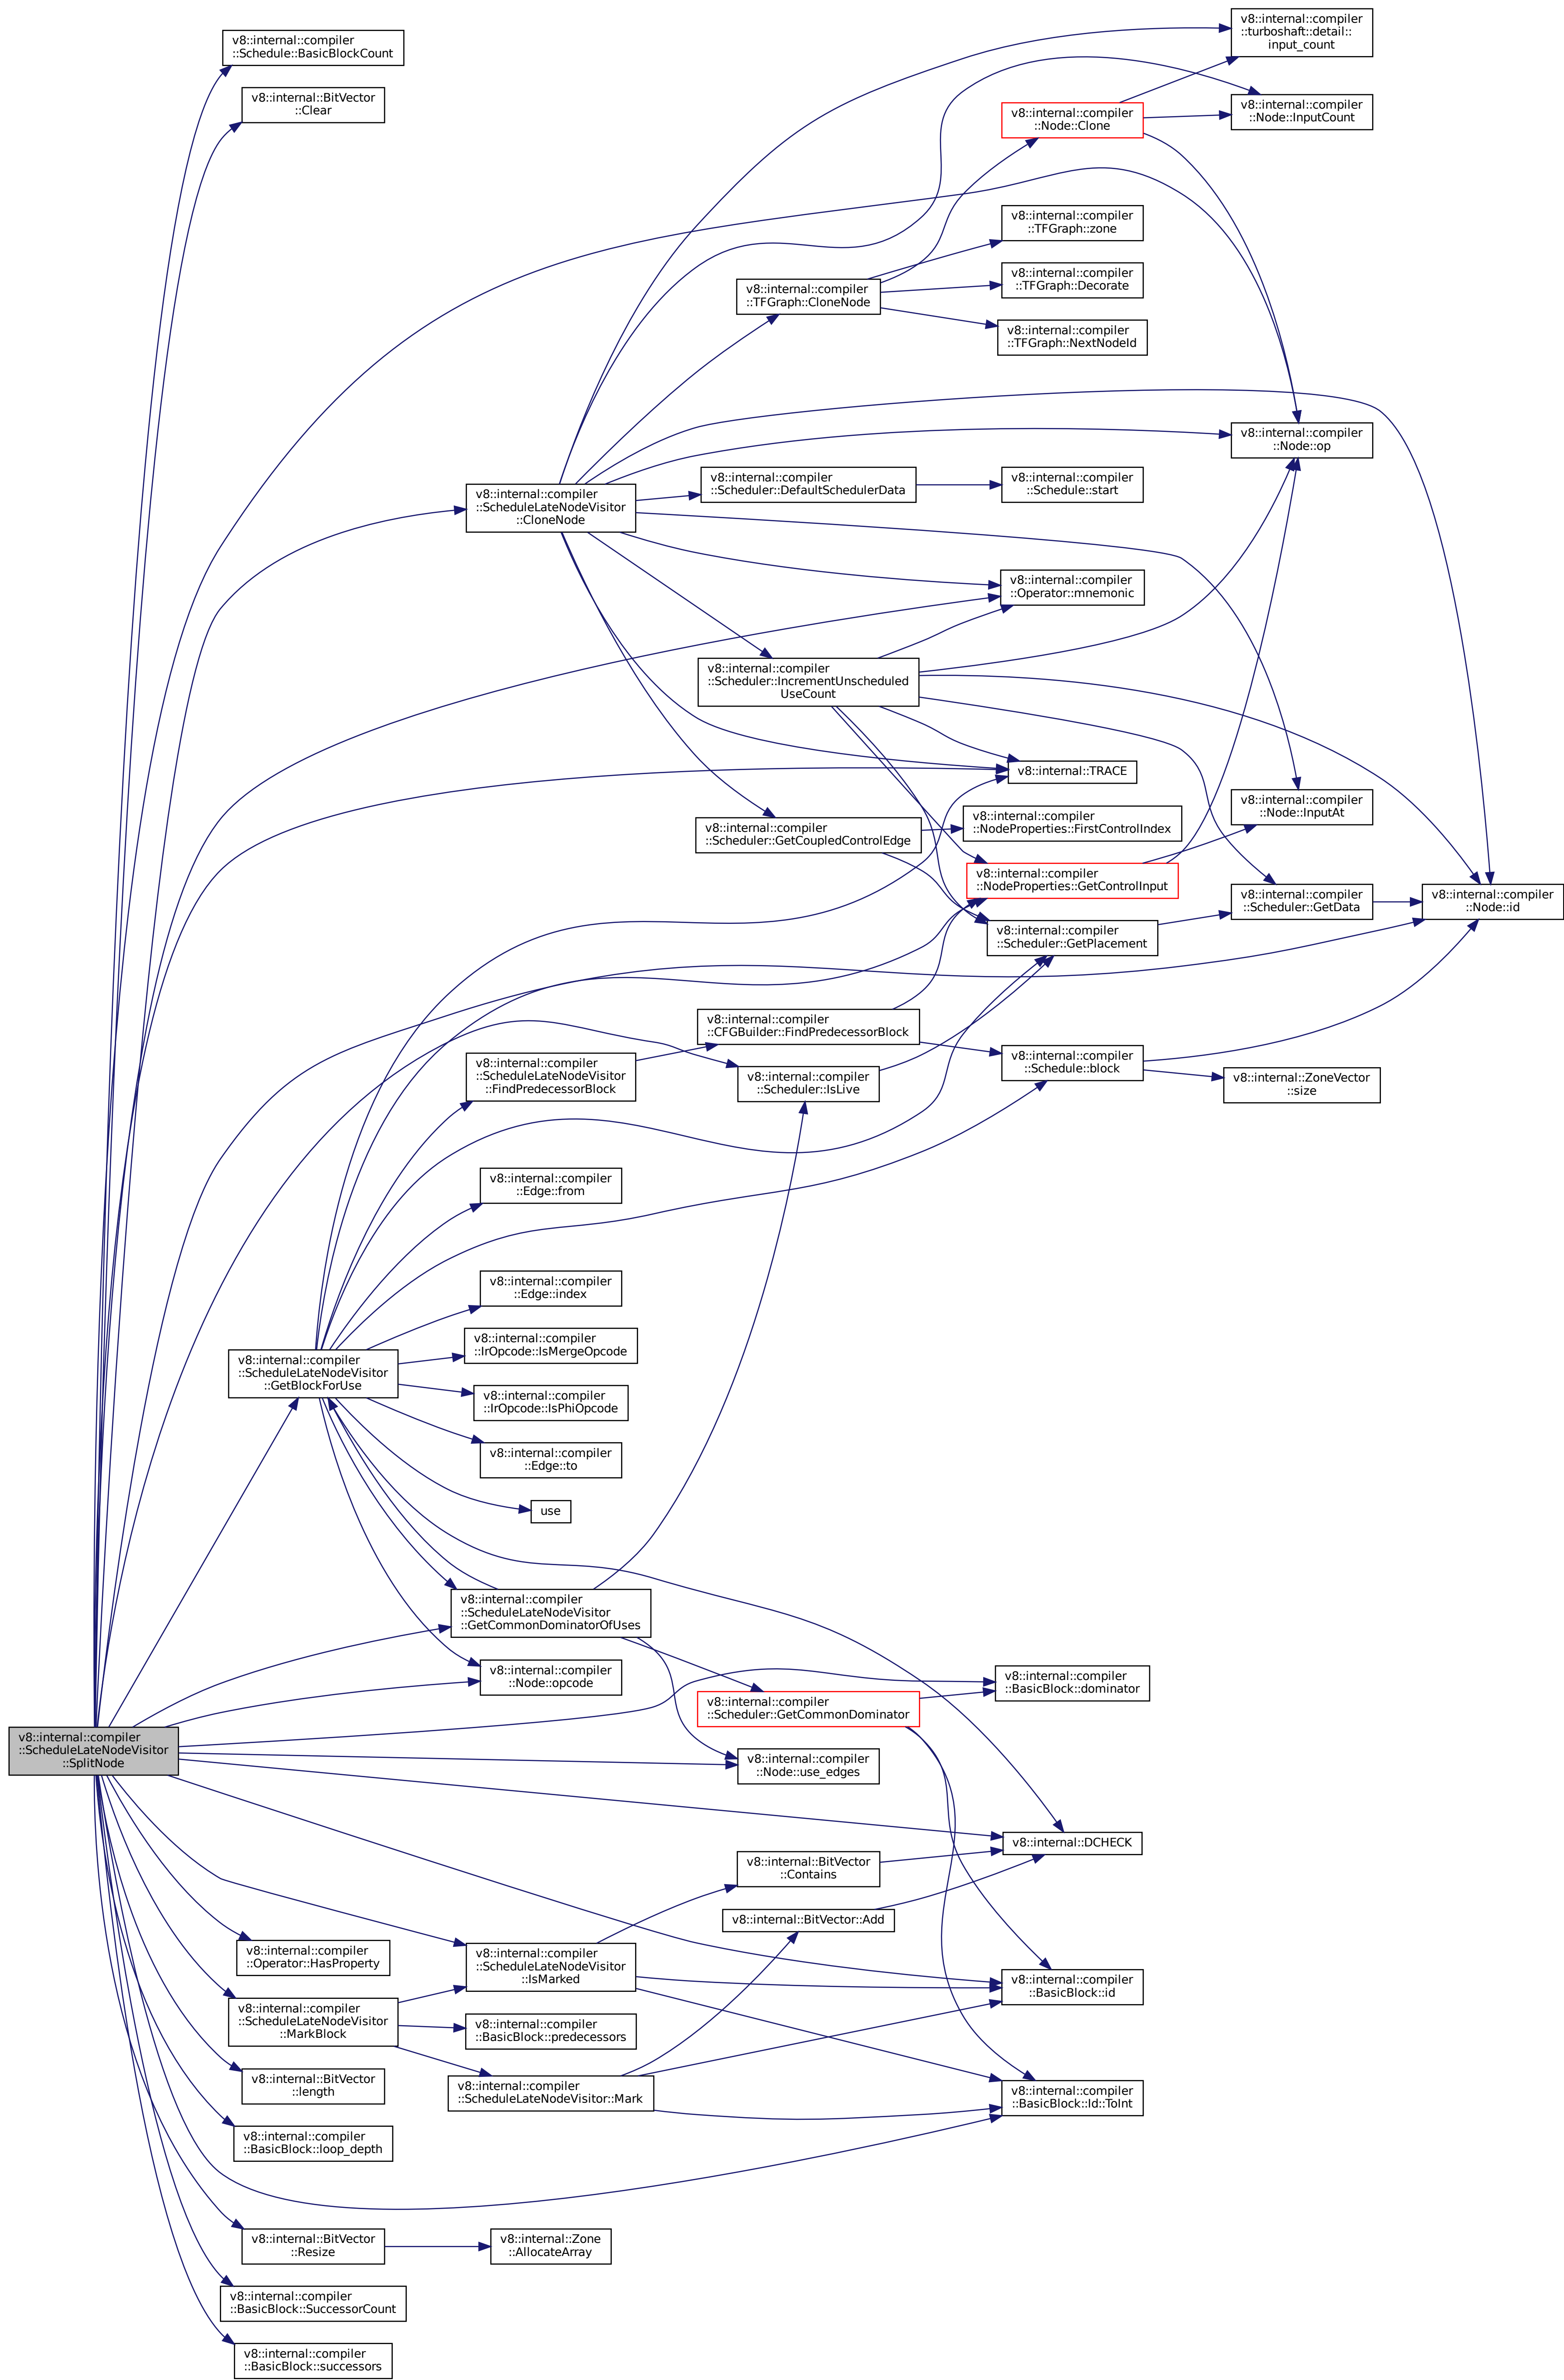 v8::internal::compiler
::turboshaft::detail::
input_count
v8::internal::compiler
::Schedule::BasicBlockCount
v8::internal::BitVector
::Clear
v8::internal::compiler
::Node::Clone
v8::internal::compiler
::Node::InputCount
v8::internal::compiler
::TFGraph::zone
v8::internal::compiler
::TFGraph::Decorate
v8::internal::compiler
::TFGraph::CloneNode
v8::internal::compiler
::TFGraph::NextNodeId
v8::internal::compiler
::Node::op
v8::internal::compiler
::Scheduler::DefaultSchedulerData
v8::internal::compiler
::Schedule::start
v8::internal::compiler
::ScheduleLateNodeVisitor
::CloneNode
v8::internal::compiler
::Operator::mnemonic
v8::internal::compiler
::Scheduler::IncrementUnscheduled
UseCount
v8::internal::TRACE
v8::internal::compiler
::Node::InputAt
v8::internal::compiler
::NodeProperties::FirstControlIndex
v8::internal::compiler
::Scheduler::GetCoupledControlEdge
v8::internal::compiler
::NodeProperties::GetControlInput
v8::internal::compiler
::Scheduler::GetData
v8::internal::compiler
::Node::id
v8::internal::compiler
::Scheduler::GetPlacement
v8::internal::compiler
::CFGBuilder::FindPredecessorBlock
v8::internal::compiler
::Schedule::block
v8::internal::compiler
::ScheduleLateNodeVisitor
::FindPredecessorBlock
v8::internal::compiler
::Scheduler::IsLive
v8::internal::ZoneVector
::size
v8::internal::compiler
::Edge::from
v8::internal::compiler
::Edge::index
v8::internal::compiler
::IrOpcode::IsMergeOpcode
v8::internal::compiler
::ScheduleLateNodeVisitor
::GetBlockForUse
v8::internal::compiler
::IrOpcode::IsPhiOpcode
v8::internal::compiler
::Edge::to
use
v8::internal::compiler
::ScheduleLateNodeVisitor
::GetCommonDominatorOfUses
v8::internal::compiler
::Node::opcode
v8::internal::compiler
::BasicBlock::dominator
v8::internal::compiler
::Scheduler::GetCommonDominator
v8::internal::compiler
::ScheduleLateNodeVisitor
::SplitNode
v8::internal::compiler
::Node::use_edges
v8::internal::DCHECK
v8::internal::BitVector
::Contains
v8::internal::BitVector::Add
v8::internal::compiler
::Operator::HasProperty
v8::internal::compiler
::ScheduleLateNodeVisitor
::IsMarked
v8::internal::compiler
::BasicBlock::id
v8::internal::compiler
::ScheduleLateNodeVisitor
::MarkBlock
v8::internal::compiler
::BasicBlock::predecessors
v8::internal::BitVector
::length
v8::internal::compiler
::ScheduleLateNodeVisitor::Mark
v8::internal::compiler
::BasicBlock::Id::ToInt
v8::internal::compiler
::BasicBlock::loop_depth
v8::internal::BitVector
::Resize
v8::internal::Zone
::AllocateArray
v8::internal::compiler
::BasicBlock::SuccessorCount
v8::internal::compiler
::BasicBlock::successors